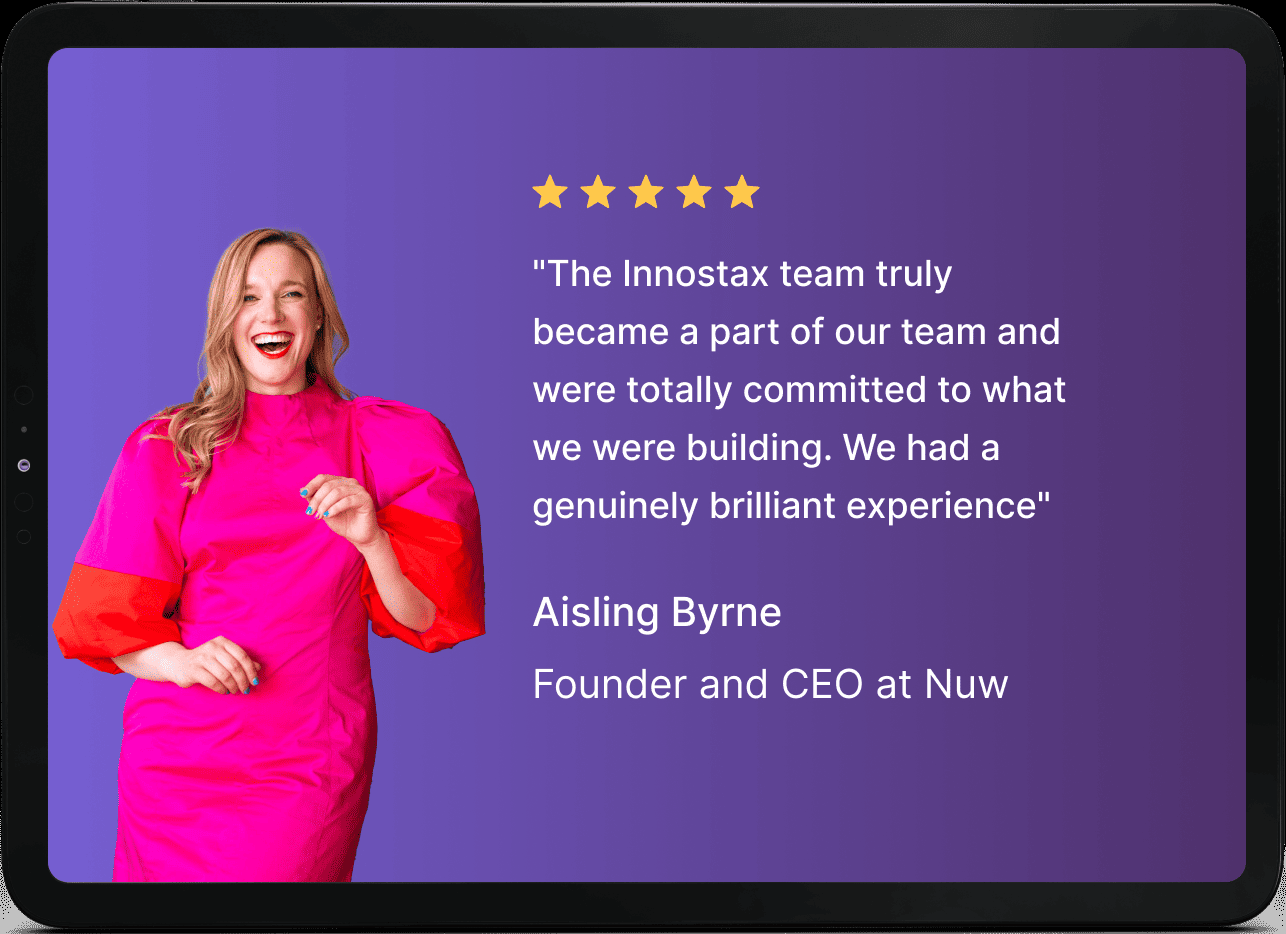 "The Innostax team truly
became a part of our team and
were totally committed to what
we were building. We had a
genuinely brilliant experience"
Aisling Byrne
Founder and CEO at Nuw